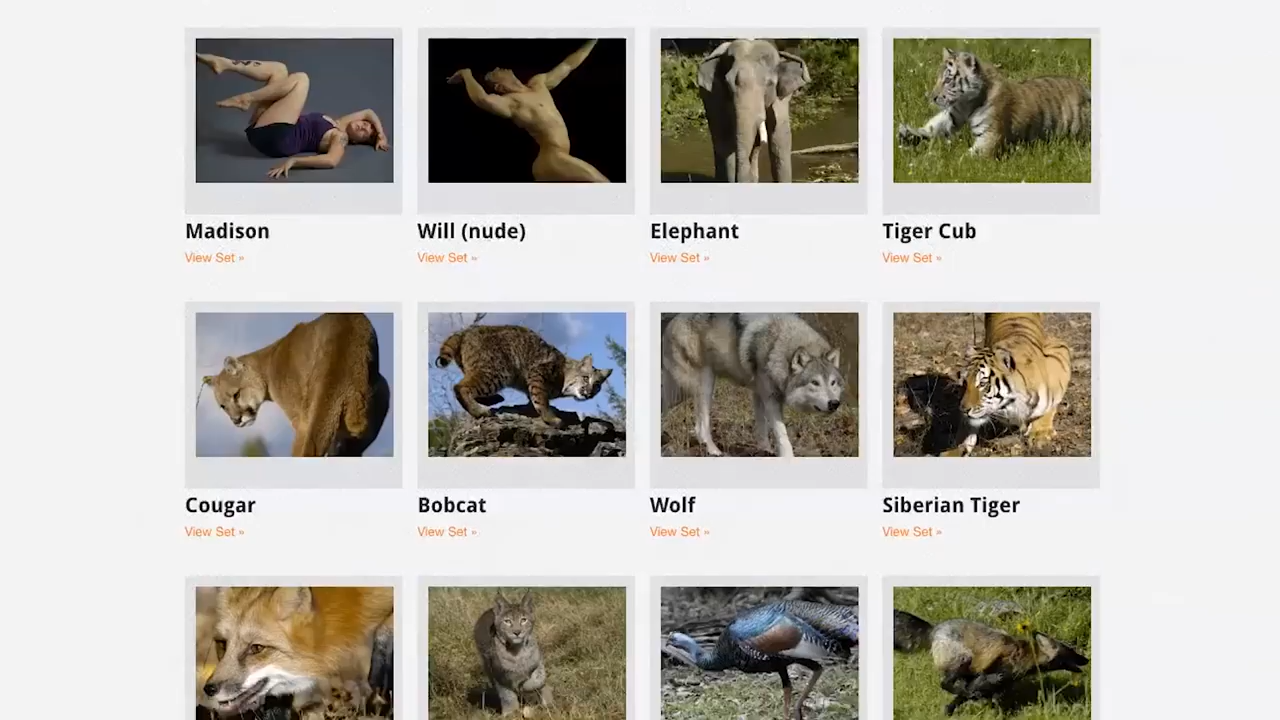 Madison
Will (nude)
Elephant
Tiger Cub
View Set »
View Set »
View Set »
View Set »
Cougar
Bobcat
Wolf
Siberian Tiger
View Set »
View Set »
View Set »
View Set »